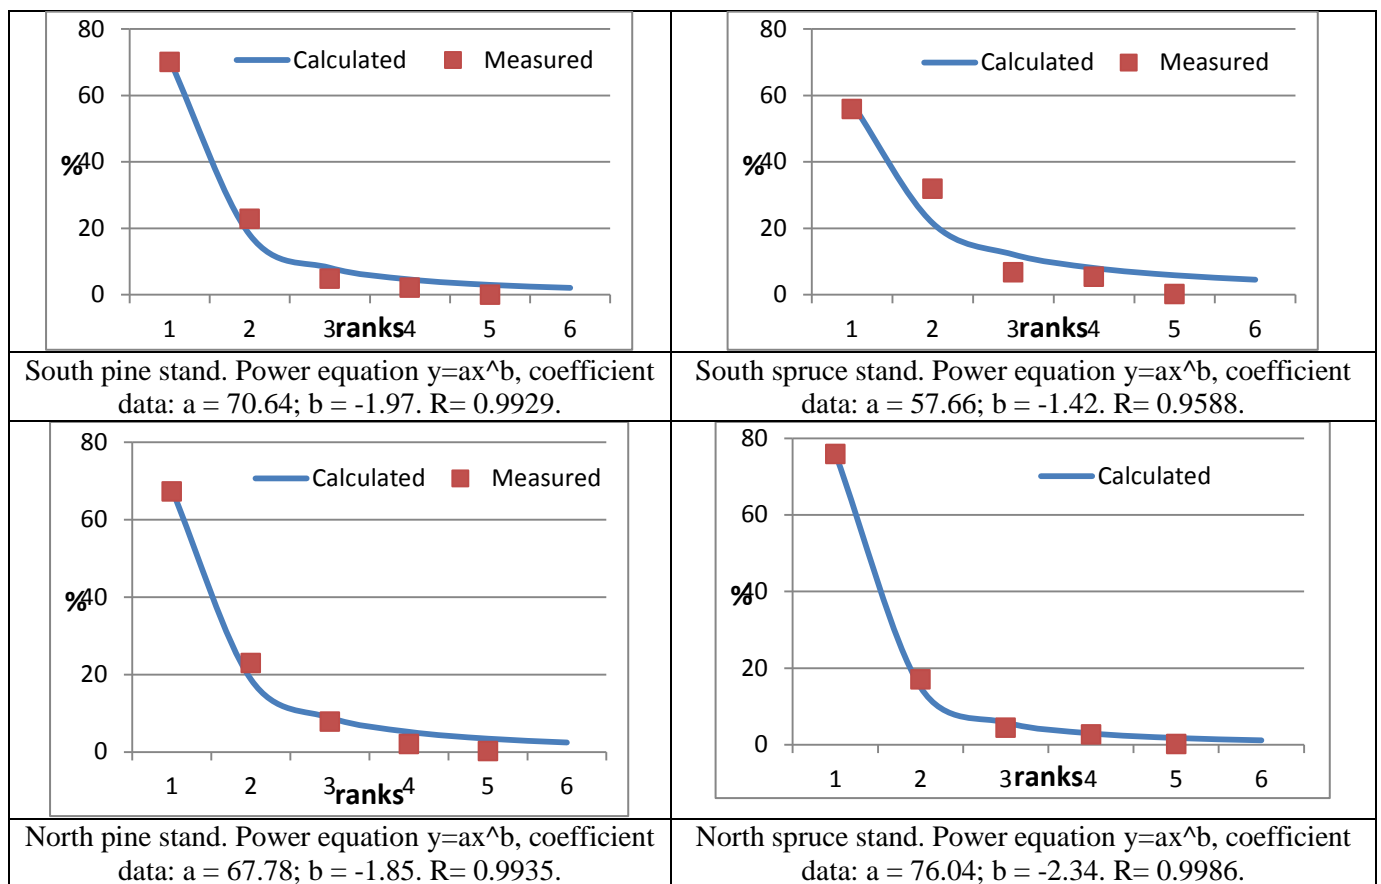 80
60
%40
20
0
Calculated
Measured
1 2 3ranks4 5 6
80
60
%40
20
0
Calculated
Measured
1 2 3ranks4 5 6
South pine stand. Power equation y=ax^b, coefficient
data: a = 70.64; b = -1.97. R= 0.9929.
South spruce stand. Power equation y=ax^b, coefficient
data: a = 57.66; b = -1.42. R= 0.9588.
80
60
%40
20
0
Calculated
Measured
1 2 3ranks4 5 6
80
60
%40
20
0
Calculated
1 2 3ranks4 5 6
North pine stand. Power equation y=ax^b, coefficient
data: a = 67.78; b = -1.85. R= 0.9935.
North spruce stand. Power equation y=ax^b, coefficient
data: a = 76.04; b = -2.34. R= 0.9986.